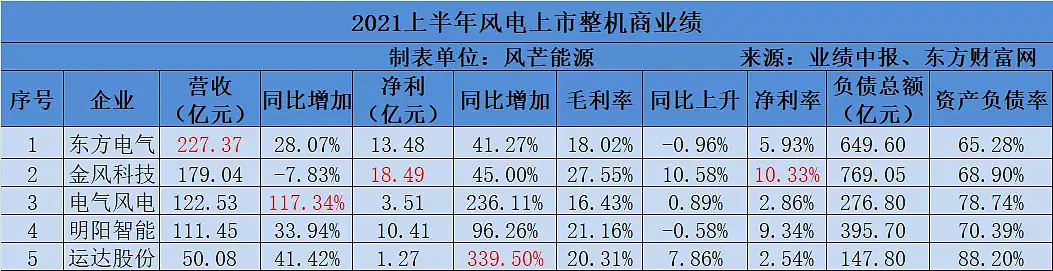 2021上半年风电上市整机商业绩
制表单位：风芒能源 来源：业绩中报、东方财富网
序号 企业 营收（亿元） 同比增加 净利（亿元） 同比增加 毛利率 同比上升 净利率 负债总额（亿元） 资产负债率
1 东方电气 227.37 28.07% 13.48 41.27% 18.02% -0.96% 5.93% 649.60 65.28%
2 金风科技 179.04 -7.83% 18.49 45.00% 27.55% 10.58% 10.33% 769.05 68.90%
3 电气风电 122.53 117.34% 3.51 236.11% 16.43% 0.89% 2.86% 276.80 78.74%
4 明阳智能 111.45 33.94% 10.41 96.26% 21.16% -0.58% 9.34% 395.70 70.39%
5 运达股份 50.08 41.42% 1.27 339.50% 20.31% 7.86% 2.54% 147.80 88.20%